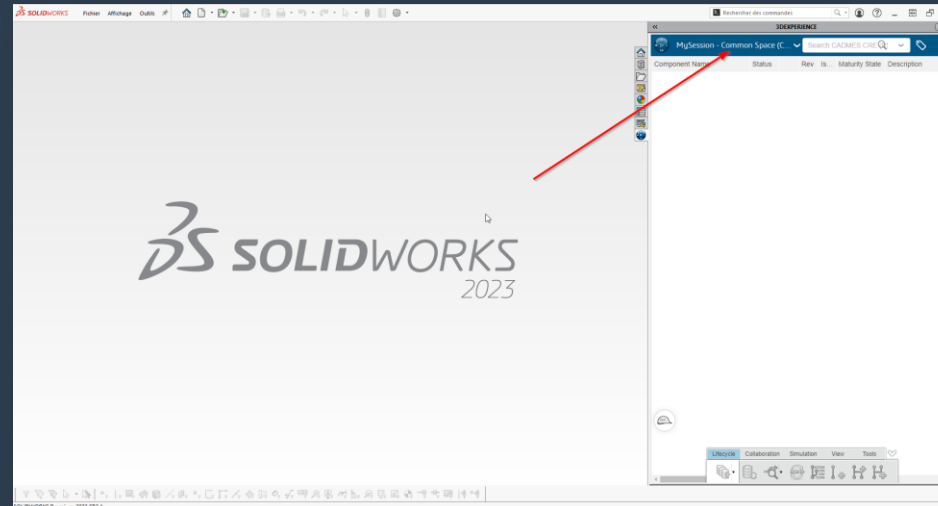 SOLIDWORKS Fichier Affichage Outils
Rechercher des commandes
3DEXPERIENCE
MySession - Common Space (C...
Search CADMES CRE
Component Name Status Rev Is... Maturity State Description
SOLIDWORKS
2023
Lifecycle Collaboration Simulation View Tools